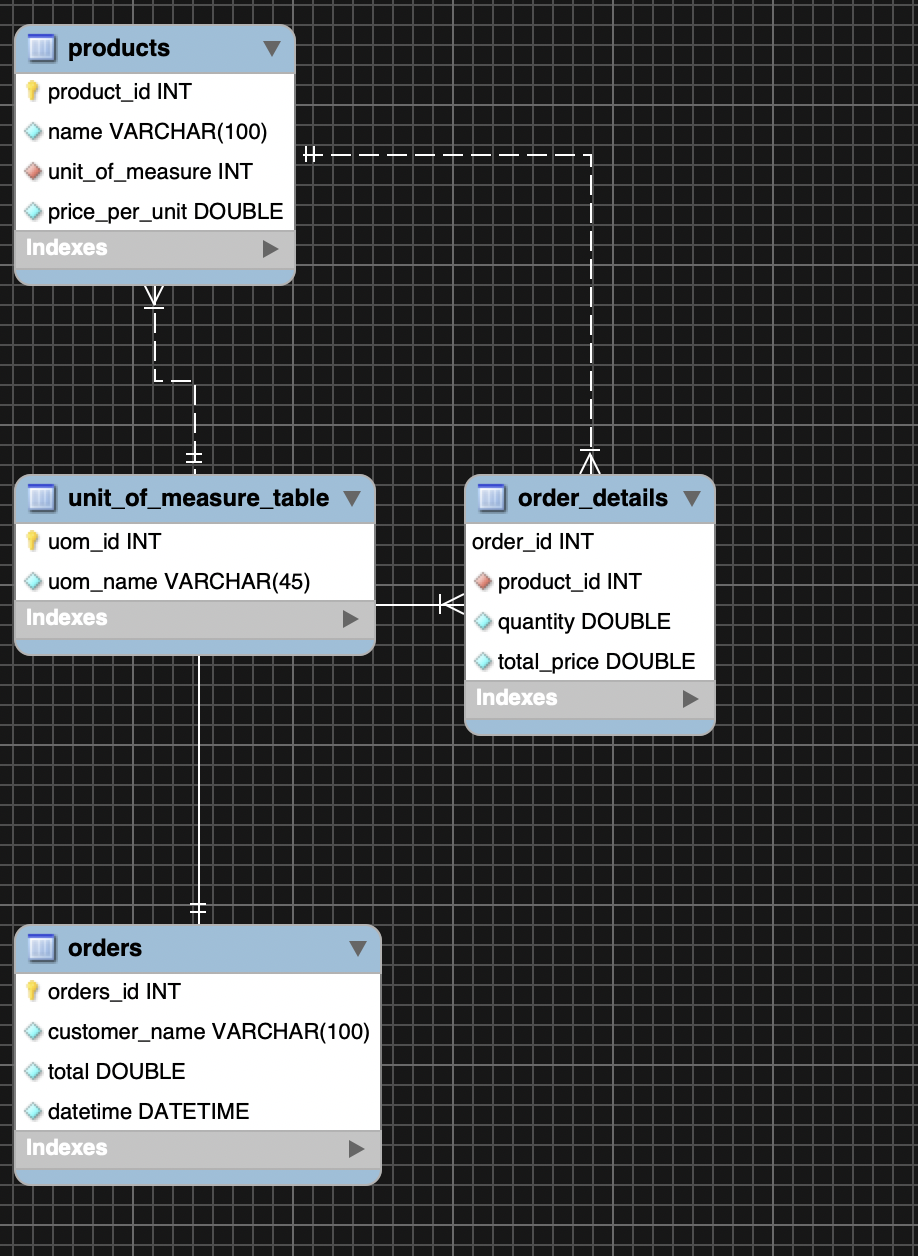 products
product_id INT
name VARCHAR(100)
unit_of_measure INT
price_per_unit DOUBLE
Indexes
unit_of_measure_table
uom_id INT
uom_name VARCHAR(45)
Indexes
order_details
order_id INT
product_id INT
quantity DOUBLE
total_price DOUBLE
Indexes
orders
orders_id INT
customer_name VARCHAR(100)
total DOUBLE
datetime DATETIME
Indexes